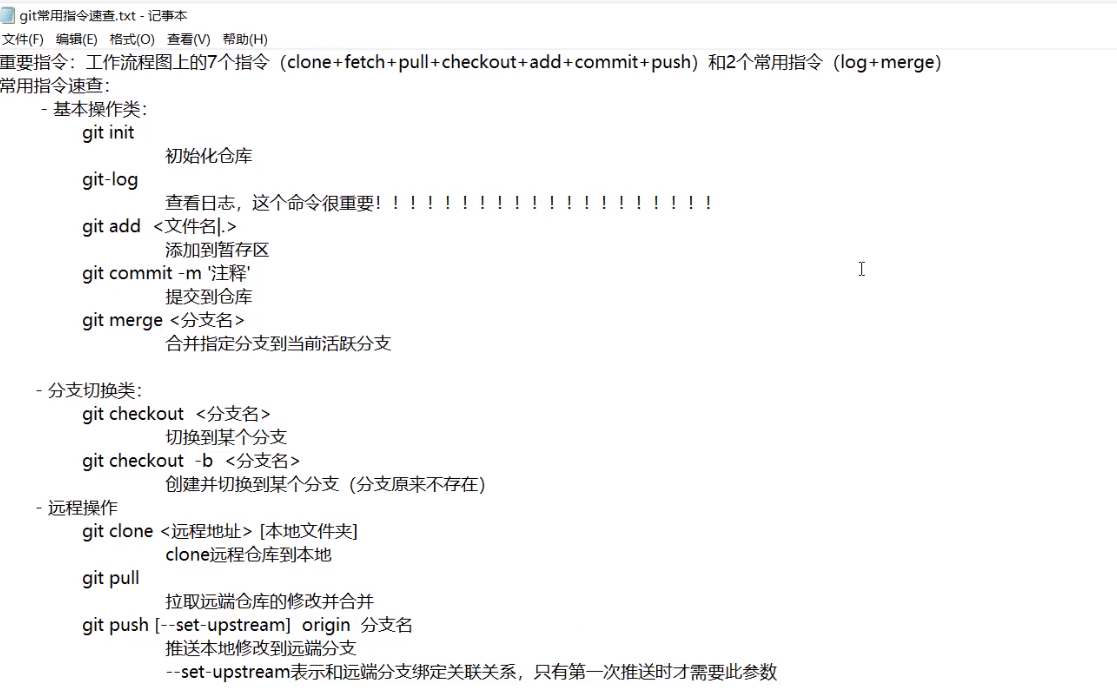 git常用指令速查.txt - 记事本
文件(F) 编辑(E) 格式(O) 查看(V) 帮助(H)
重要指令：工作流程图上的7个指令（clone+fetch+pull+checkout+add+commit+push）和2个常用指令（log+merge）
常用指令速查：
- 基本操作类：
git init
初始化仓库
git-log
查看日志，这个命令很重要！！！！！！！！！！！！！！！！！！！！
git add <文件名|.>
添加到暂存区
git commit -m '注释'
提交到仓库
git merge <分支名>
合并指定分支到当前活跃分支
- 分支切换类：
git checkout <分支名>
切换到某个分支
git checkout -b <分支名>
创建并切换到某个分支（分支原来不存在）
- 远程操作
git clone <远程地址> [本地文件夹]
clone远程仓库到本地
git pull
拉取远端仓库的修改并合并
git push [--set-upstream] origin 分支名
推送本地修改到远端分支
--set-upstream表示和远端分支绑定关联关系，只有第一次推送时才需要此参数